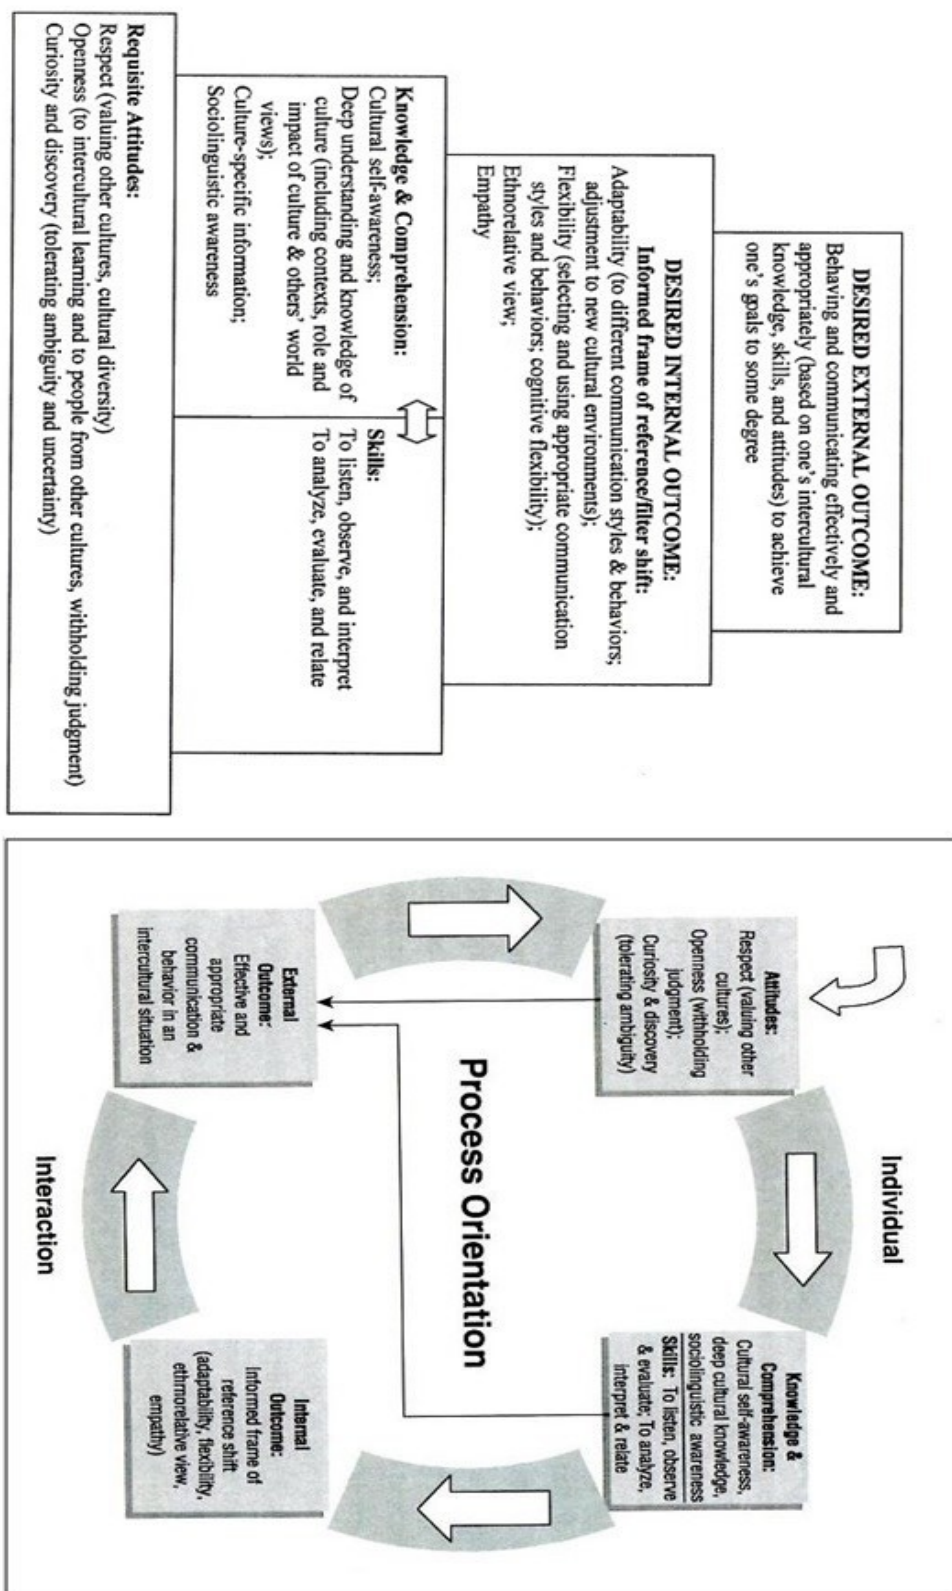 DESIRED EXTERNAL OUTCOME:
Behaving and communicating effectively and
appropriately (based on one's intercultural
knowledge, skills, and attitudes) to achieve
one's goals to some degree
DESIRED INTERNAL OUTCOME:
Informed frame of reference/filter shift:
Adaptability (to different communication styles & behaviors;
adjustment to new cultural environments);
Flexibility (selecting and using appropriate communication
styles and behaviors; cognitive flexibility);
Ethnorelative view;
Empathy
Knowledge & Comprehension:
Cultural self-awareness;
Deep understanding and knowledge of
culture (including contexts, role and
impact of culture & others' world
views);
Culture-specific information;
Sociolinguistic awareness
Skills:
To listen, observe, and interpret
To analyze, evaluate, and relate
Requisite Attitudes:
Respect (valuing other cultures, cultural diversity)
Openness (to intercultural learning and to people from other cultures, withholding judgment)
Curiosity and discovery (tolerating ambiguity and uncertainty)
Individual
Attitudes:
Respect (valuing other
cultures);
Openness (withholding
judgment);
Curiosity & discovery
(tolerating ambiguity)
Knowledge &
Comprehension:
Cultural self-awareness,
deep cultural knowledge,
sociolinguistic awareness
Skills: To listen, observe
& evaluate; To analyze,
interpret & relate
Process Orientation
External
Outcome:
Effective and
appropriate
communication &
behavior in an
intercultural situation
Internal
Outcome:
Informed frame of
reference shift
(adaptability, flexibility,
ethrnorelative view,
empathy)
Interaction